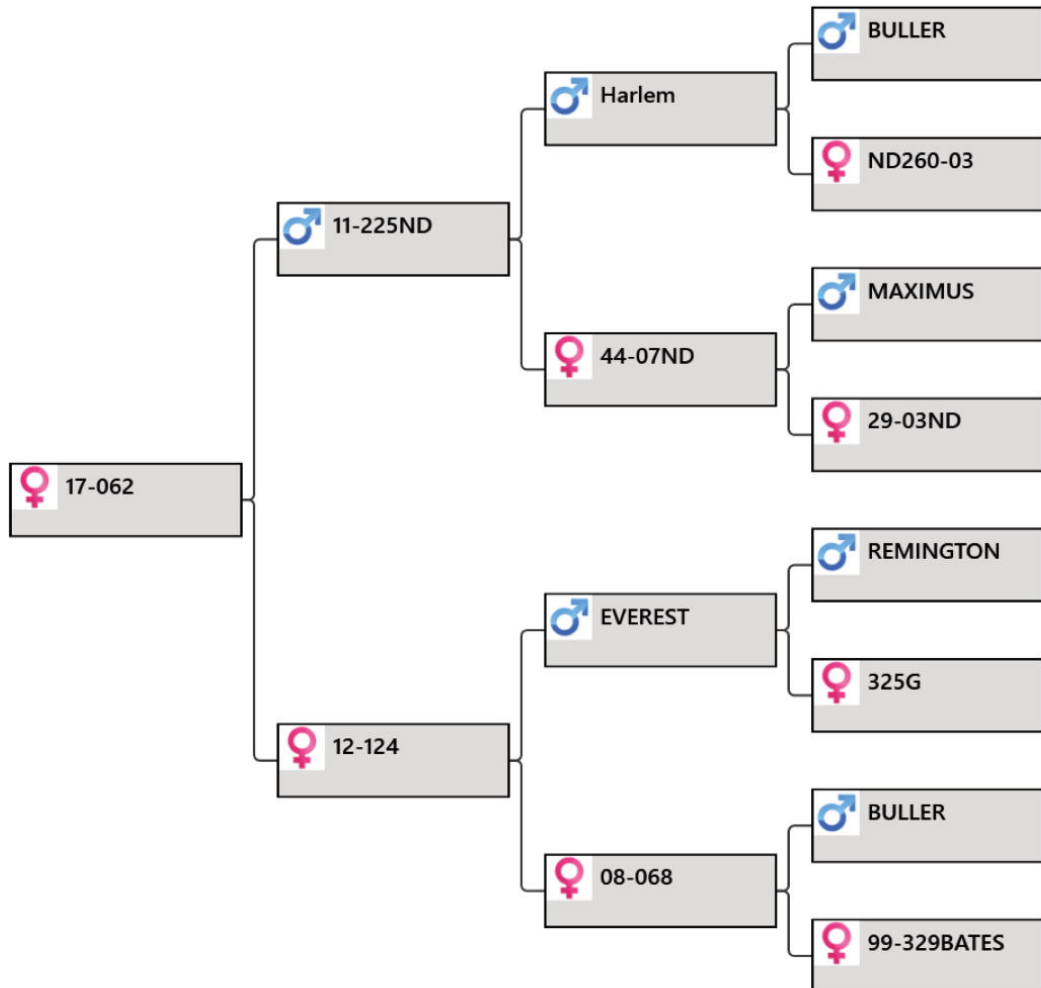 BULLER
Harlem
ND260-03
11-225ND
MAXIMUS
44-07ND
29-03ND
17-062
REMINGTON
EVEREST
325G
12-124
BULLER
08-068
99-329BATES